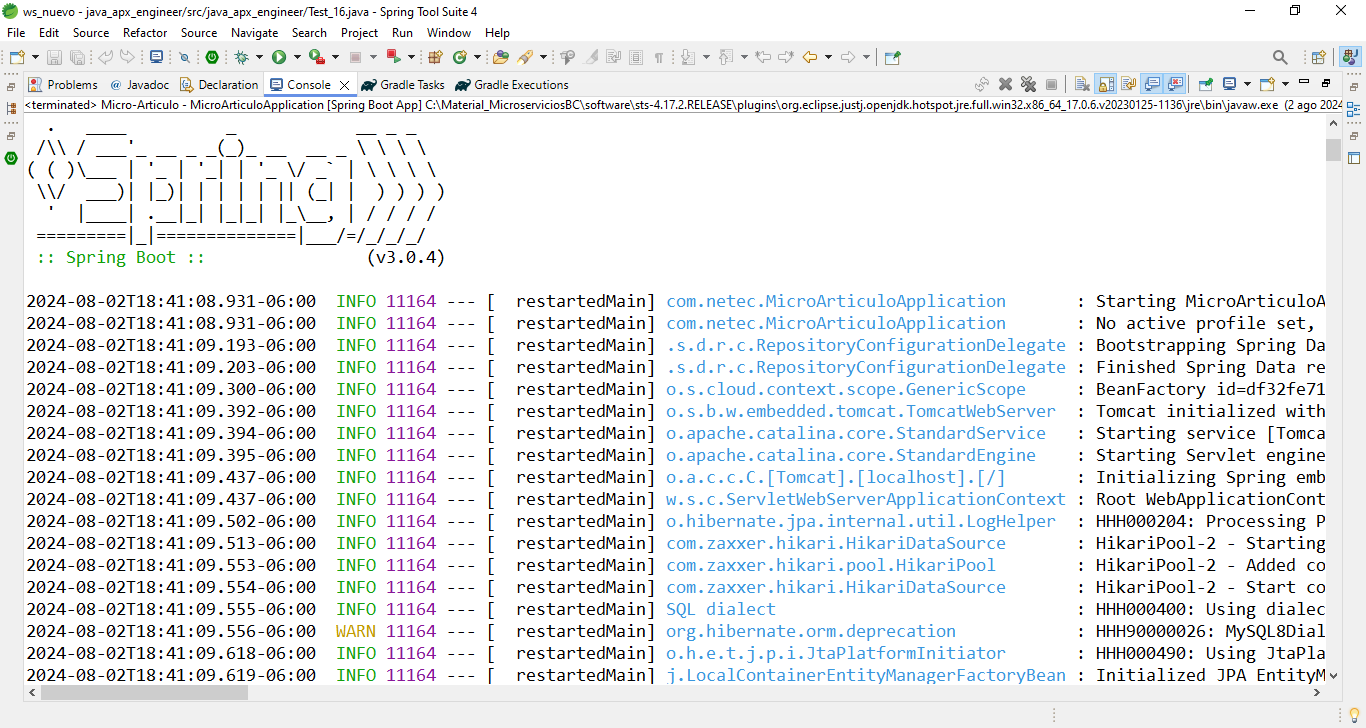 ws_nuevo - java_apx_engineer/src/java_apx_engineer/Test_16.java - Spring Tool Suite 4
File Edit Source Refactor Source Navigate Search Project Run Window Help
Problems @ Javadoc Declaration Console Gradle Tasks Gradle Executions
<terminated> Micro-Articulo - MicroArticuloApplication [Spring Boot App] C:\Material_MicroserviciosBC\software\sts-4.17.2.RELEASE\plugins\org.eclipse.justj.openjdk.hotspot.jre.full.win32.x86_64_17.0.6.v20230125-1136\jre\bin\javaw.exe (2 ago 2024
  .   ____          _            __ _ _
 /\\ / ___'_ __ _ _(_)_ __  __ _ \ \ \ \
( ( )\___ | '_ | '_| | '_ \/ _` | \ \ \ \
 \\/  ___)| |_)| | | | | || (_| |  ) ) ) )
  '  |____| .__|_| |_|_| |_\__, | / / / /
 =========|_|==============|___/=/_/_/_/
 :: Spring Boot :: (v3.0.4)
2024-08-02T18:41:08.931-06:00 INFO 11164 --- [ restartedMain] com.netec.MicroArticuloApplication : Starting MicroArticuloA
2024-08-02T18:41:08.931-06:00 INFO 11164 --- [ restartedMain] com.netec.MicroArticuloApplication : No active profile set,
2024-08-02T18:41:09.193-06:00 INFO 11164 --- [ restartedMain] .s.d.r.c.RepositoryConfigurationDelegate : Bootstrapping Spring Da
2024-08-02T18:41:09.203-06:00 INFO 11164 --- [ restartedMain] .s.d.r.c.RepositoryConfigurationDelegate : Finished Spring Data re
2024-08-02T18:41:09.300-06:00 INFO 11164 --- [ restartedMain] o.s.cloud.context.scope.GenericScope : BeanFactory id=df32fe71
2024-08-02T18:41:09.392-06:00 INFO 11164 --- [ restartedMain] o.s.b.w.embedded.tomcat.TomcatWebServer : Tomcat initialized with
2024-08-02T18:41:09.394-06:00 INFO 11164 --- [ restartedMain] o.apache.catalina.core.StandardService : Starting service [Tomca
2024-08-02T18:41:09.395-06:00 INFO 11164 --- [ restartedMain] o.apache.catalina.core.StandardEngine : Starting Servlet engine
2024-08-02T18:41:09.437-06:00 INFO 11164 --- [ restartedMain] o.a.c.c.C.[Tomcat].[localhost].[/] : Initializing Spring emb
2024-08-02T18:41:09.437-06:00 INFO 11164 --- [ restartedMain] w.s.c.ServletWebServerApplicationContext : Root WebApplicationCont
2024-08-02T18:41:09.502-06:00 INFO 11164 --- [ restartedMain] o.hibernate.jpa.internal.util.LogHelper : HHH000204: Processing P
2024-08-02T18:41:09.513-06:00 INFO 11164 --- [ restartedMain] com.zaxxer.hikari.HikariDataSource : HikariPool-2 - Starting
2024-08-02T18:41:09.553-06:00 INFO 11164 --- [ restartedMain] com.zaxxer.hikari.pool.HikariPool : HikariPool-2 - Added co
2024-08-02T18:41:09.554-06:00 INFO 11164 --- [ restartedMain] com.zaxxer.hikari.HikariDataSource : HikariPool-2 - Start co
2024-08-02T18:41:09.555-06:00 INFO 11164 --- [ restartedMain] SQL dialect : HHH000400: Using dialec
2024-08-02T18:41:09.556-06:00 WARN 11164 --- [ restartedMain] org.hibernate.orm.deprecation : HHH90000026: MySQL8Dial
2024-08-02T18:41:09.618-06:00 INFO 11164 --- [ restartedMain] o.h.e.t.j.p.i.JtaPlatformInitiator : HHH000490: Using JtaPla
2024-08-02T18:41:09.619-06:00 INFO 11164 --- [ restartedMain] j.LocalContainerEntityManagerFactoryBean : Initialized JPA EntityM